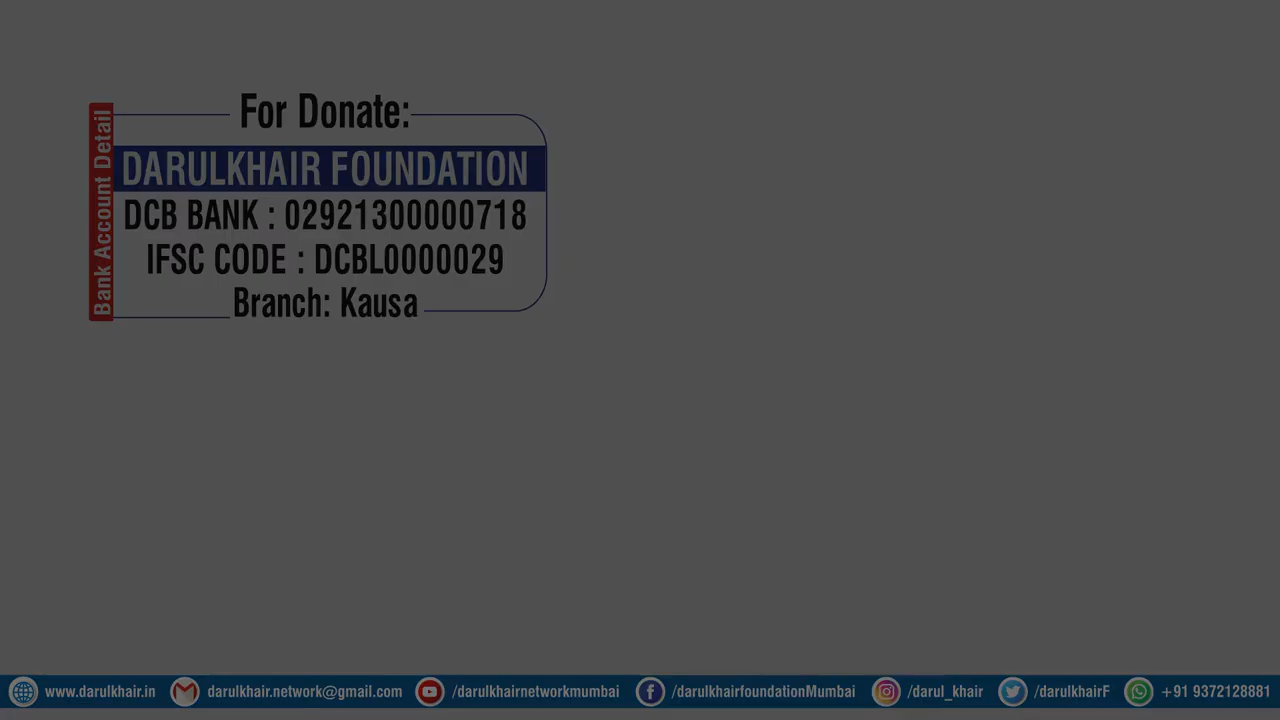 For Donate:
Bank Account Detail
DARULKHAIR FOUNDATION
DCB BANK : 02921300000718
IFSC CODE : DCBL0000029
Branch: Kausa
www.darulkhair.in darulkhair.network@gmail.com /darulkhairnetworkmumbai /darulkhairfoundationMumbai /darul_khair /darulkhairF +91 9372128881